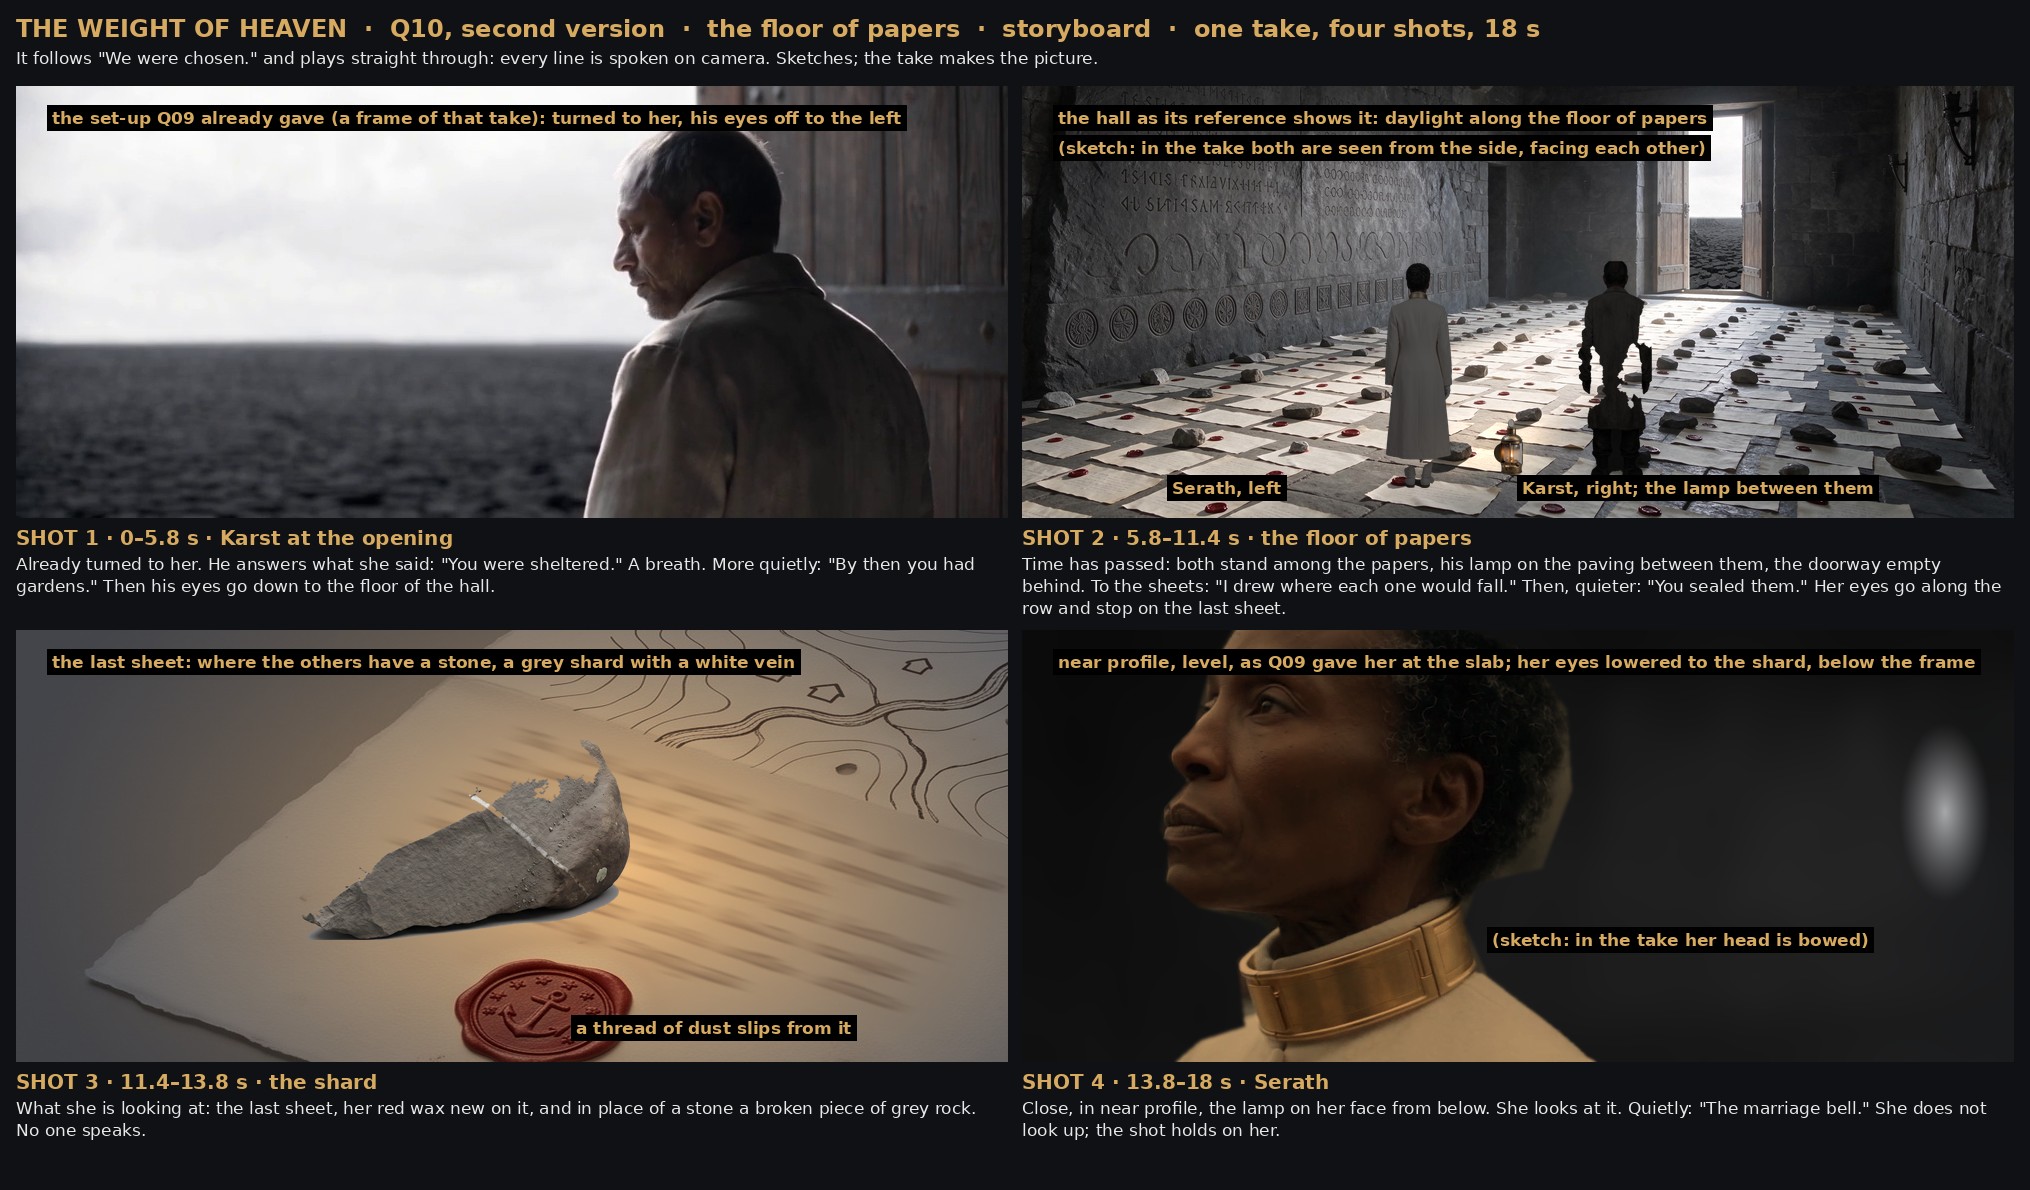 THE WEIGHT OF HEAVEN · Q10, second version · the floor of papers · storyboard · one take, four shots, 18 s
It follows "We were chosen." and plays straight through: every line is spoken on camera. Sketches; the take makes the picture.
the set-up Q09 already gave (a frame of that take): turned to her, his eyes off to the left
the hall as its reference shows it: daylight along the floor of papers
(sketch: in the take both are seen from the side, facing each other)
Serath, left
Karst, right; the lamp between them
SHOT 1 · 0–5.8 s · Karst at the opening
Already turned to her. He answers what she said: "You were sheltered." A breath. More quietly: "By then you had
gardens." Then his eyes go down to the floor of the hall.
SHOT 2 · 5.8–11.4 s · the floor of papers
Time has passed: both stand among the papers, his lamp on the paving between them, the doorway empty
behind. To the sheets: "I drew where each one would fall." Then, quieter: "You sealed them." Her eyes go along the
row and stop on the last sheet.
the last sheet: where the others have a stone, a grey shard with a white vein
a thread of dust slips from it
near profile, level, as Q09 gave her at the slab; her eyes lowered to the shard, below the frame
(sketch: in the take her head is bowed)
SHOT 3 · 11.4–13.8 s · the shard
What she is looking at: the last sheet, her red wax new on it, and in place of a stone a broken piece of grey rock.
No one speaks.
SHOT 4 · 13.8–18 s · Serath
Close, in near profile, the lamp on her face from below. She looks at it. Quietly: "The marriage bell." She does not
look up; the shot holds on her.